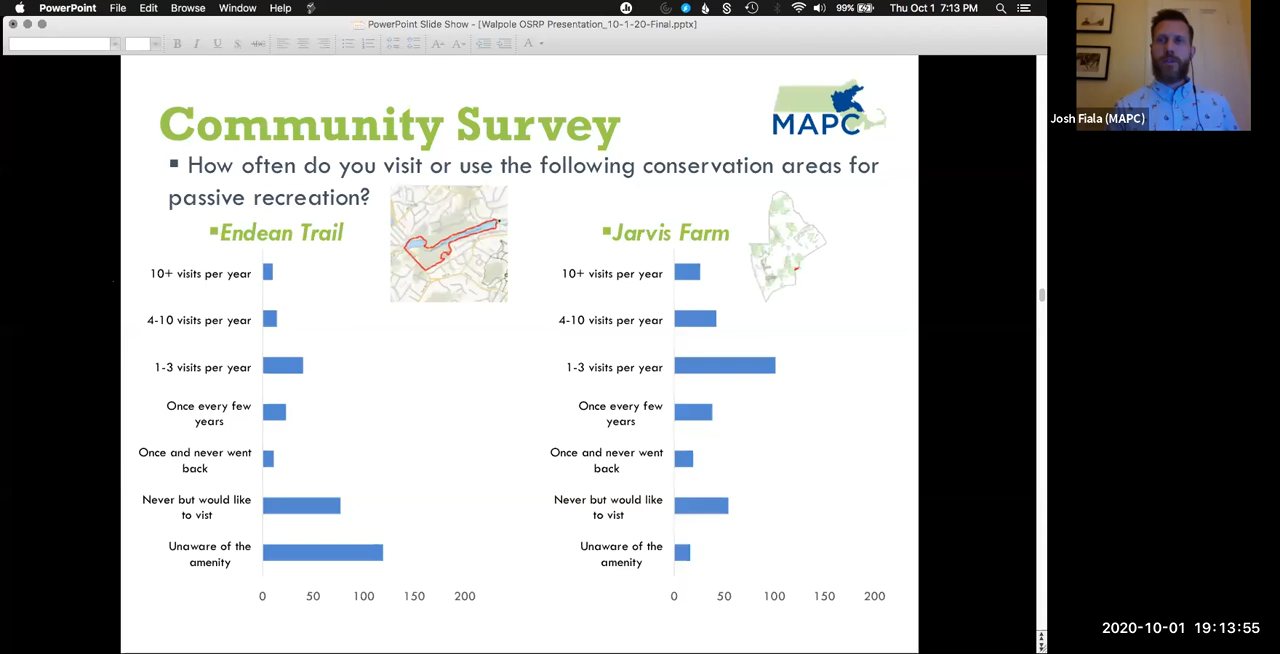 PowerPoint File Edit Browse Window Help
99% Thu Oct 1 7:13 PM
PowerPoint Slide Show - [Walpole OSRP Presentation_10-1-20-Final.pptx]
B I U S ABC A A A
Community Survey
MAPC
▪ How often do you visit or use the following conservation areas for
passive recreation?
▪Endean Trail
10+ visits per year
4-10 visits per year
1-3 visits per year
Once every few
years
Once and never went
back
Never but would like
to vist
Unaware of the
amenity
0 50 100 150 200
▪Jarvis Farm
10+ visits per year
4-10 visits per year
1-3 visits per year
Once every few
years
Once and never went
back
Never but would like
to vist
Unaware of the
amenity
0 50 100 150 200
Josh Fiala (MAPC)
2020-10-01 19:13:55